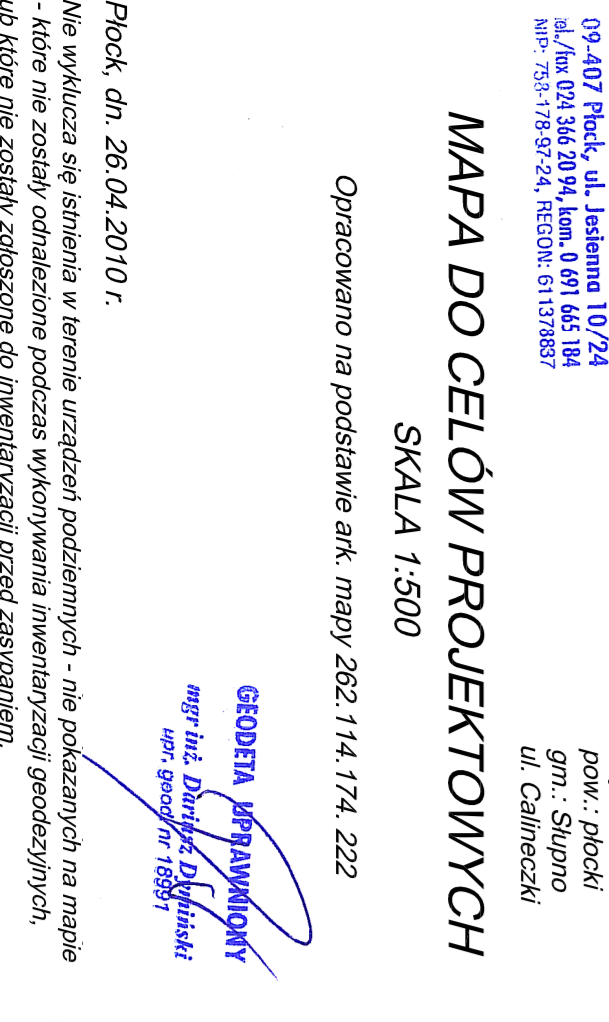 09-407 Płock, ul. Jesienna 10/24
tel./fax 024 366 20 94, kom. 0 691 665 184
NIP: 758-178-97-24, REGON: 611378837
pow.: płocki
gm.: Słupno
ul. Calineczki
MAPA DO CELÓW PROJEKTOWYCH
SKALA 1:500
Opracowano na podstawie ark. mapy 262.114.174. 222
GEODETA UPRAWNIONY
mgr inż. Dariusz Dymiński
upr. geod. nr 18991
Płock, dn. 26.04.2010 r.
Nie wyklucza się istnienia w terenie urządzeń podziemnych - nie pokazanych na mapie
- które nie zostały odnalezione podczas wykonywania inwentaryzacji geodezyjnych,
lub które nie zostały zgłoszone do inwentaryzacji przed zasypaniem.